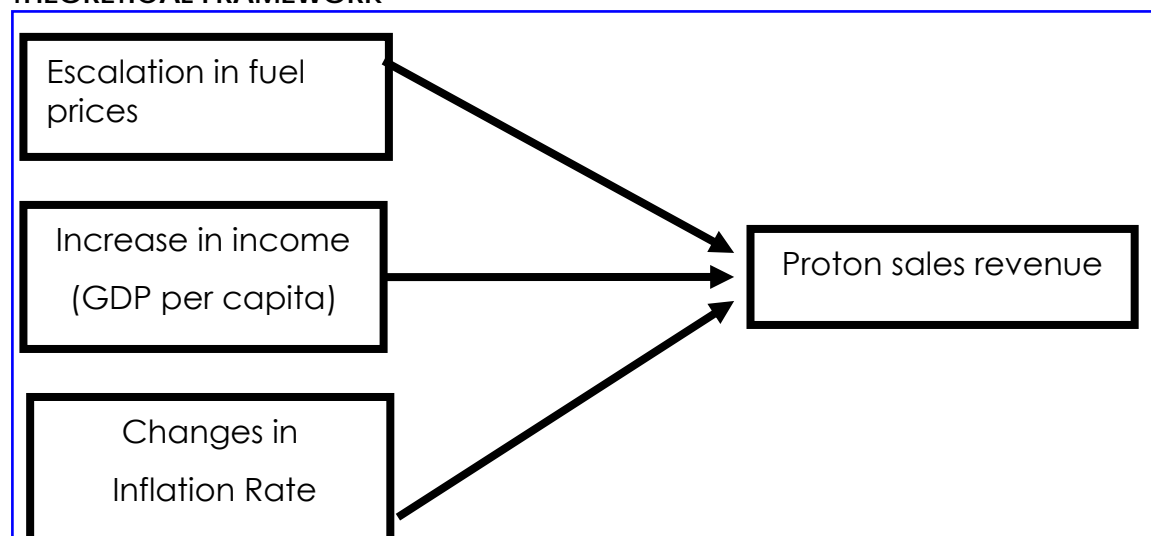 THEORETICAL FRAMEWORK
Escalation in fuel
prices
Increase in income
(GDP per capita)
Proton sales revenue
Changes in
Inflation Rate